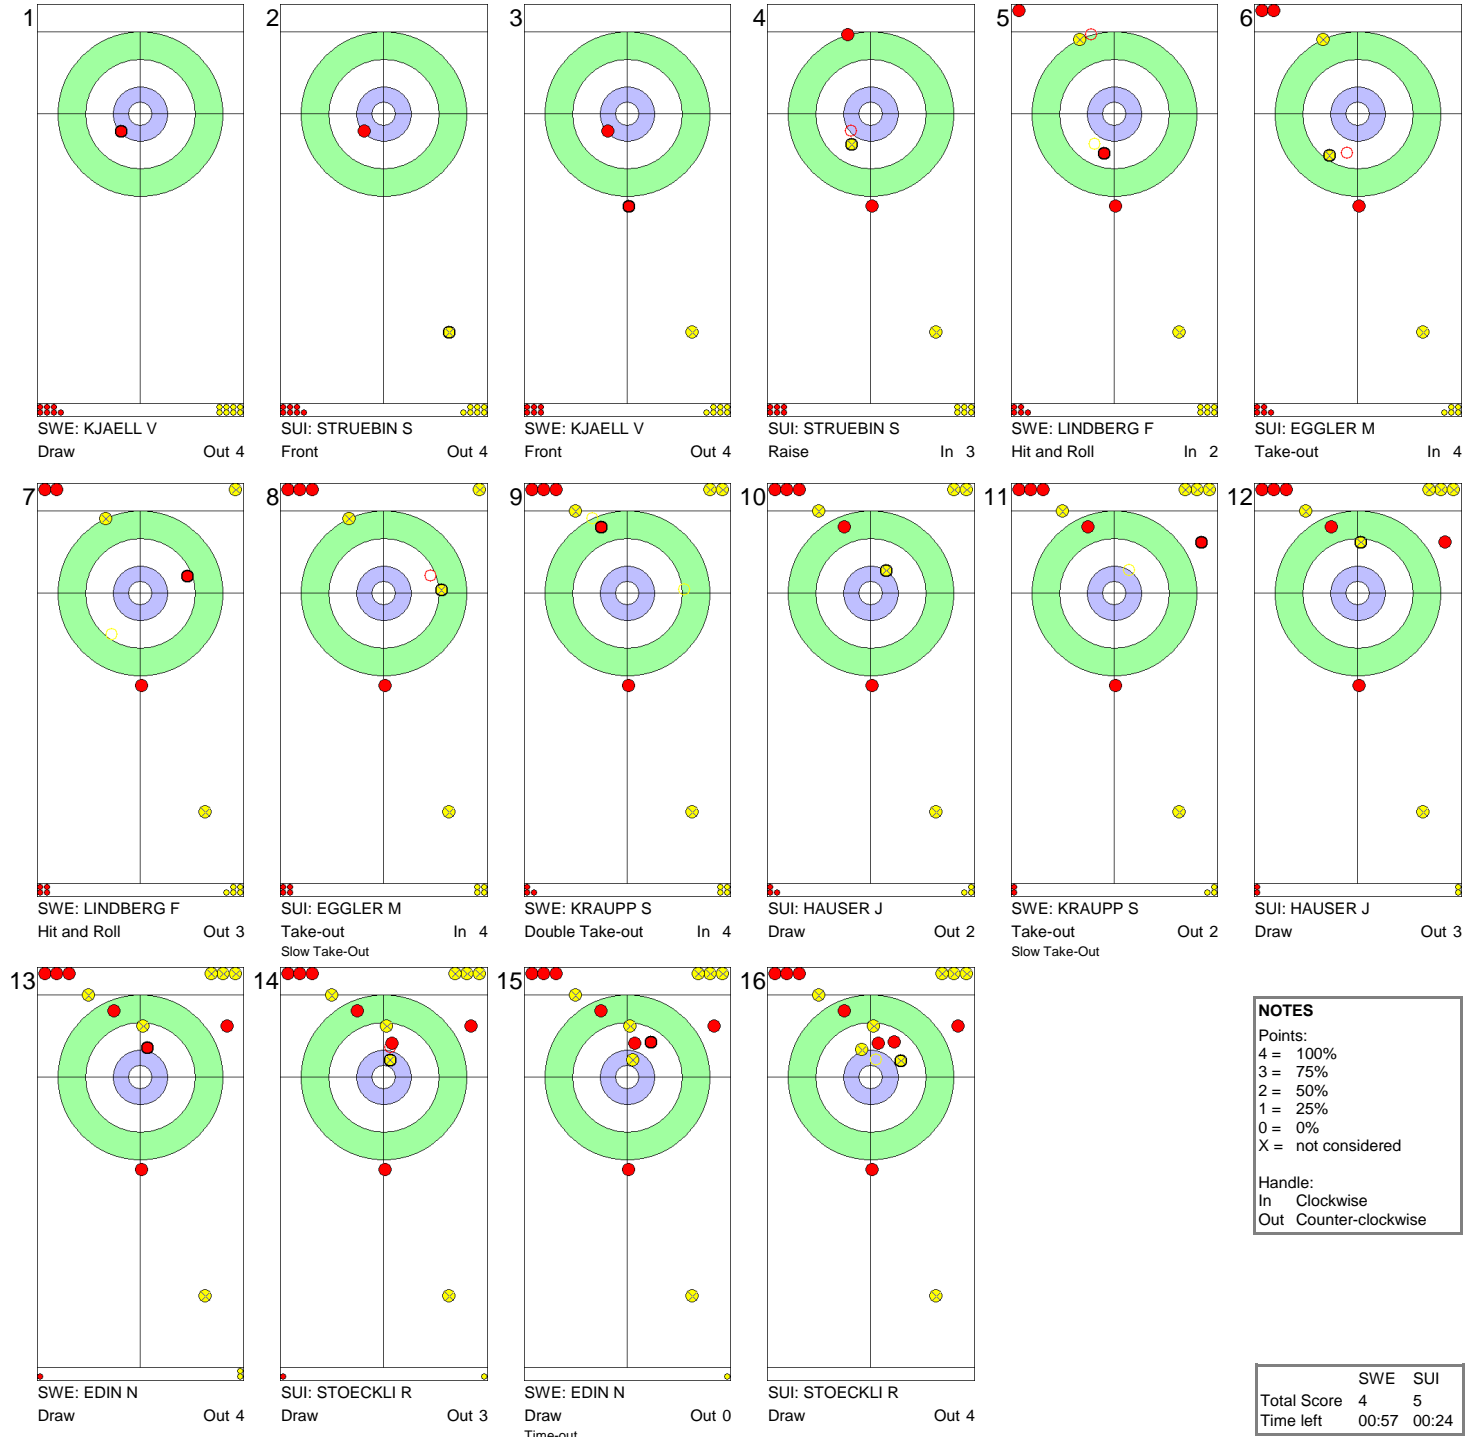 1 2 3 4 5 6
SWE: KJAELL V SUI: STRUEBIN S SWE: KJAELL V SUI: STRUEBIN S SWE: LINDBERG F SUI: EGGLER M
Draw Out 4 Front Out 4 Front Out 4 Raise In 3 Hit and Roll In 2 Take-out In 4
7 8 9 10 11 12
SWE: LINDBERG F SUI: EGGLER M SWE: KRAUPP S SUI: HAUSER J SWE: KRAUPP S SUI: HAUSER J
Hit and Roll Out 3 Take-out In 4 Double Take-out In 4 Draw Out 2 Take-out Out 2 Draw Out 3
Slow Take-Out Slow Take-Out
13 14 15 16
SWE: EDIN N SUI: STOECKLI R SWE: EDIN N SUI: STOECKLI R
Draw Out 4 Draw Out 3 Draw Out 0 Draw Out 4
Time-out
NOTES
Points:
4 = 100%
3 = 75%
2 = 50%
1 = 25%
0 = 0%
X = not considered
Handle:
In Clockwise
Out Counter-clockwise
SWE SUI
Total Score 4 5
Time left 00:57 00:24